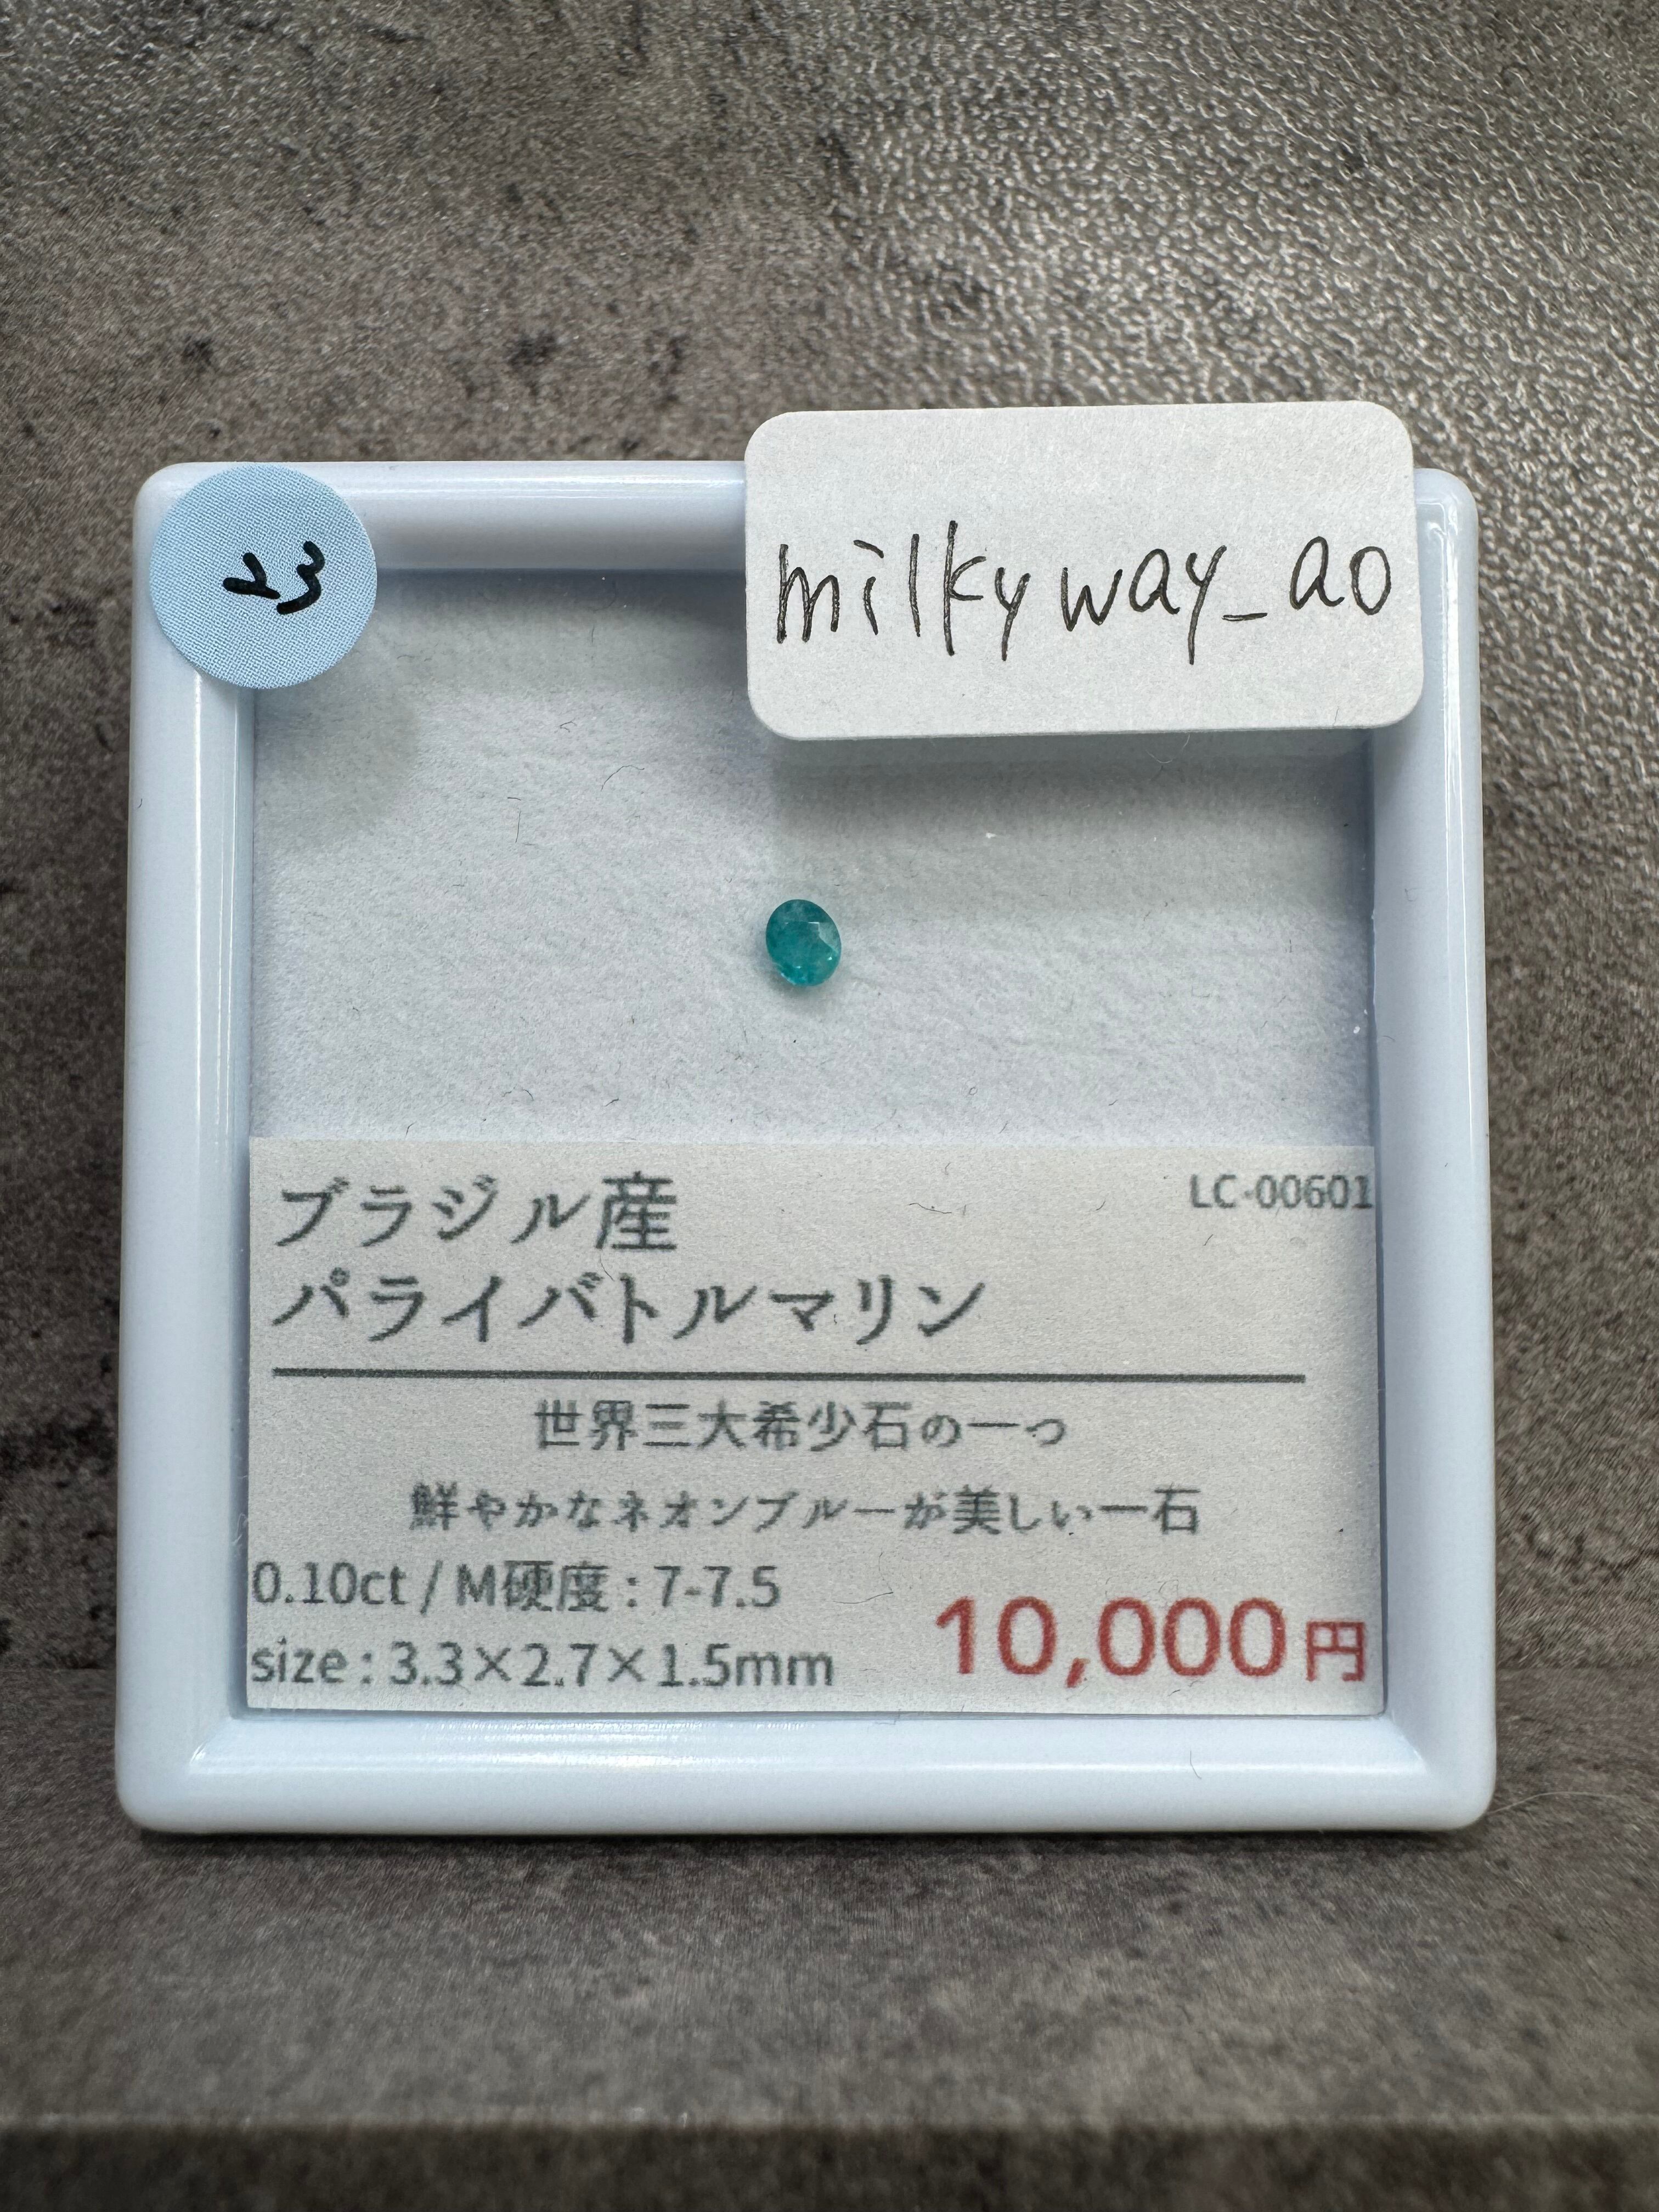 23
milkyway_ao
LC-00601
ブラジル産
パライバトルマリン
世界三大希少石の一つ
鮮やかなネオンブルーが美しい一石
0.10ct / M硬度 : 7-7.5
size : 3.3×2.7×1.5mm
10,000円